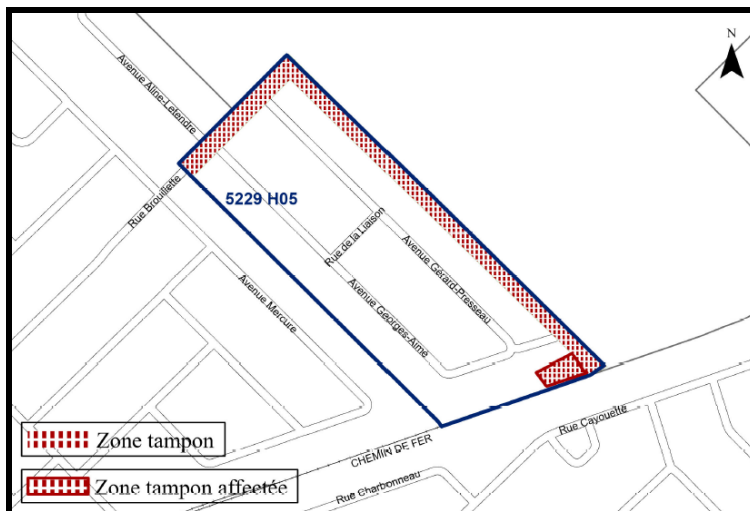 N
Avenue Aline-Letendre
Rue Brouillette
5229 H05
Rue de la Liaison
Avenue Gérard-Presseau
Avenue Mercure
Avenue Georges-Aimé
Rue Cayouette
CHEMIN DE FER
Zone tampon
Zone tampon affectée
Rue Charbonneau